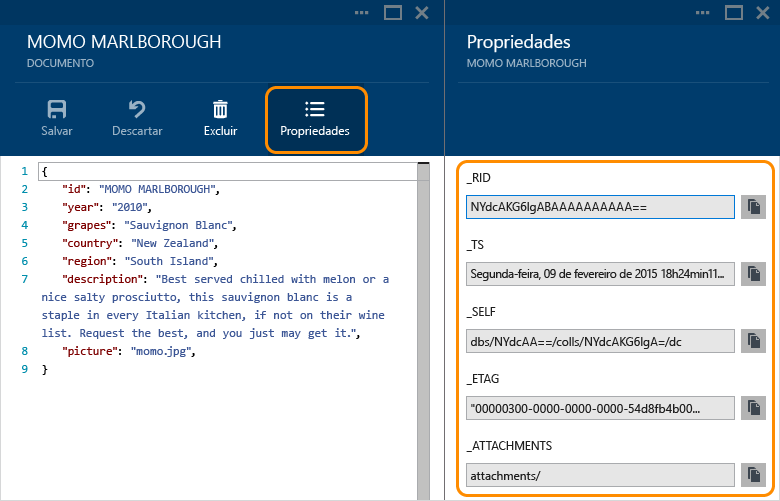 MOMO MARLBOROUGH
DOCUMENTO
Salvar
Descartar
Excluir
Propriedades
1 {
2 "id": "MOMO MARLBOROUGH",
3 "year": "2010",
4 "grapes": "Sauvignon Blanc",
5 "country": "New Zealand",
6 "region": "South Island",
7 "description": "Best served chilled with melon or a
nice salty prosciutto, this sauvignon blanc is a
staple in every Italian kitchen, if not on their wine
list. Request the best, and you just may get it.",
8 "picture": "momo.jpg",
9 }
Propriedades
MOMO MARLBOROUGH
_RID
NYdcAKG6lgABAAAAAAAAAA==
_TS
Segunda-feira, 09 de fevereiro de 2015 18h24min11...
_SELF
dbs/NYdcAA==/colls/NYdcAKG6lgA=/dc
_ETAG
"00000300-0000-0000-0000-54d8fb4b00...
_ATTACHMENTS
attachments/